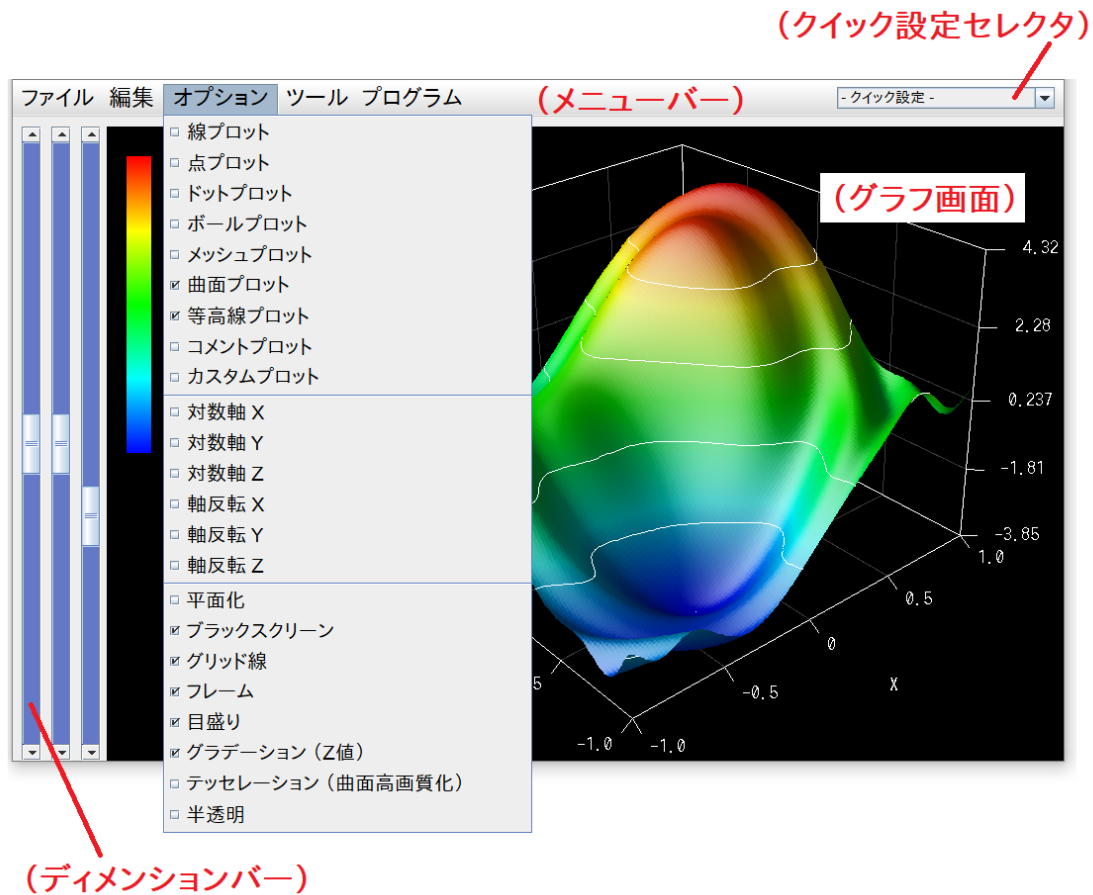 （クイック設定セレクタ）
ファイル 編集 オプション ツール プログラム （メニューバー） - クイック設定 -
線プロット
点プロット
ドットプロット
ボールプロット
メッシュプロット
曲面プロット
等高線プロット
コメントプロット
カスタムプロット
対数軸 X
対数軸 Y
対数軸 Z
軸反転 X
軸反転 Y
軸反転 Z
平面化
ブラックスクリーン
グリッド線
フレーム
目盛り
グラデーション（Z値）
テッセレーション（曲面高画質化）
半透明
（グラフ画面）
4.32
2.28
0.237
-1.81
-3.85
1.0
0.5
0
X
-0.5
5
-1.0 -1.0
（ディメンションバー）